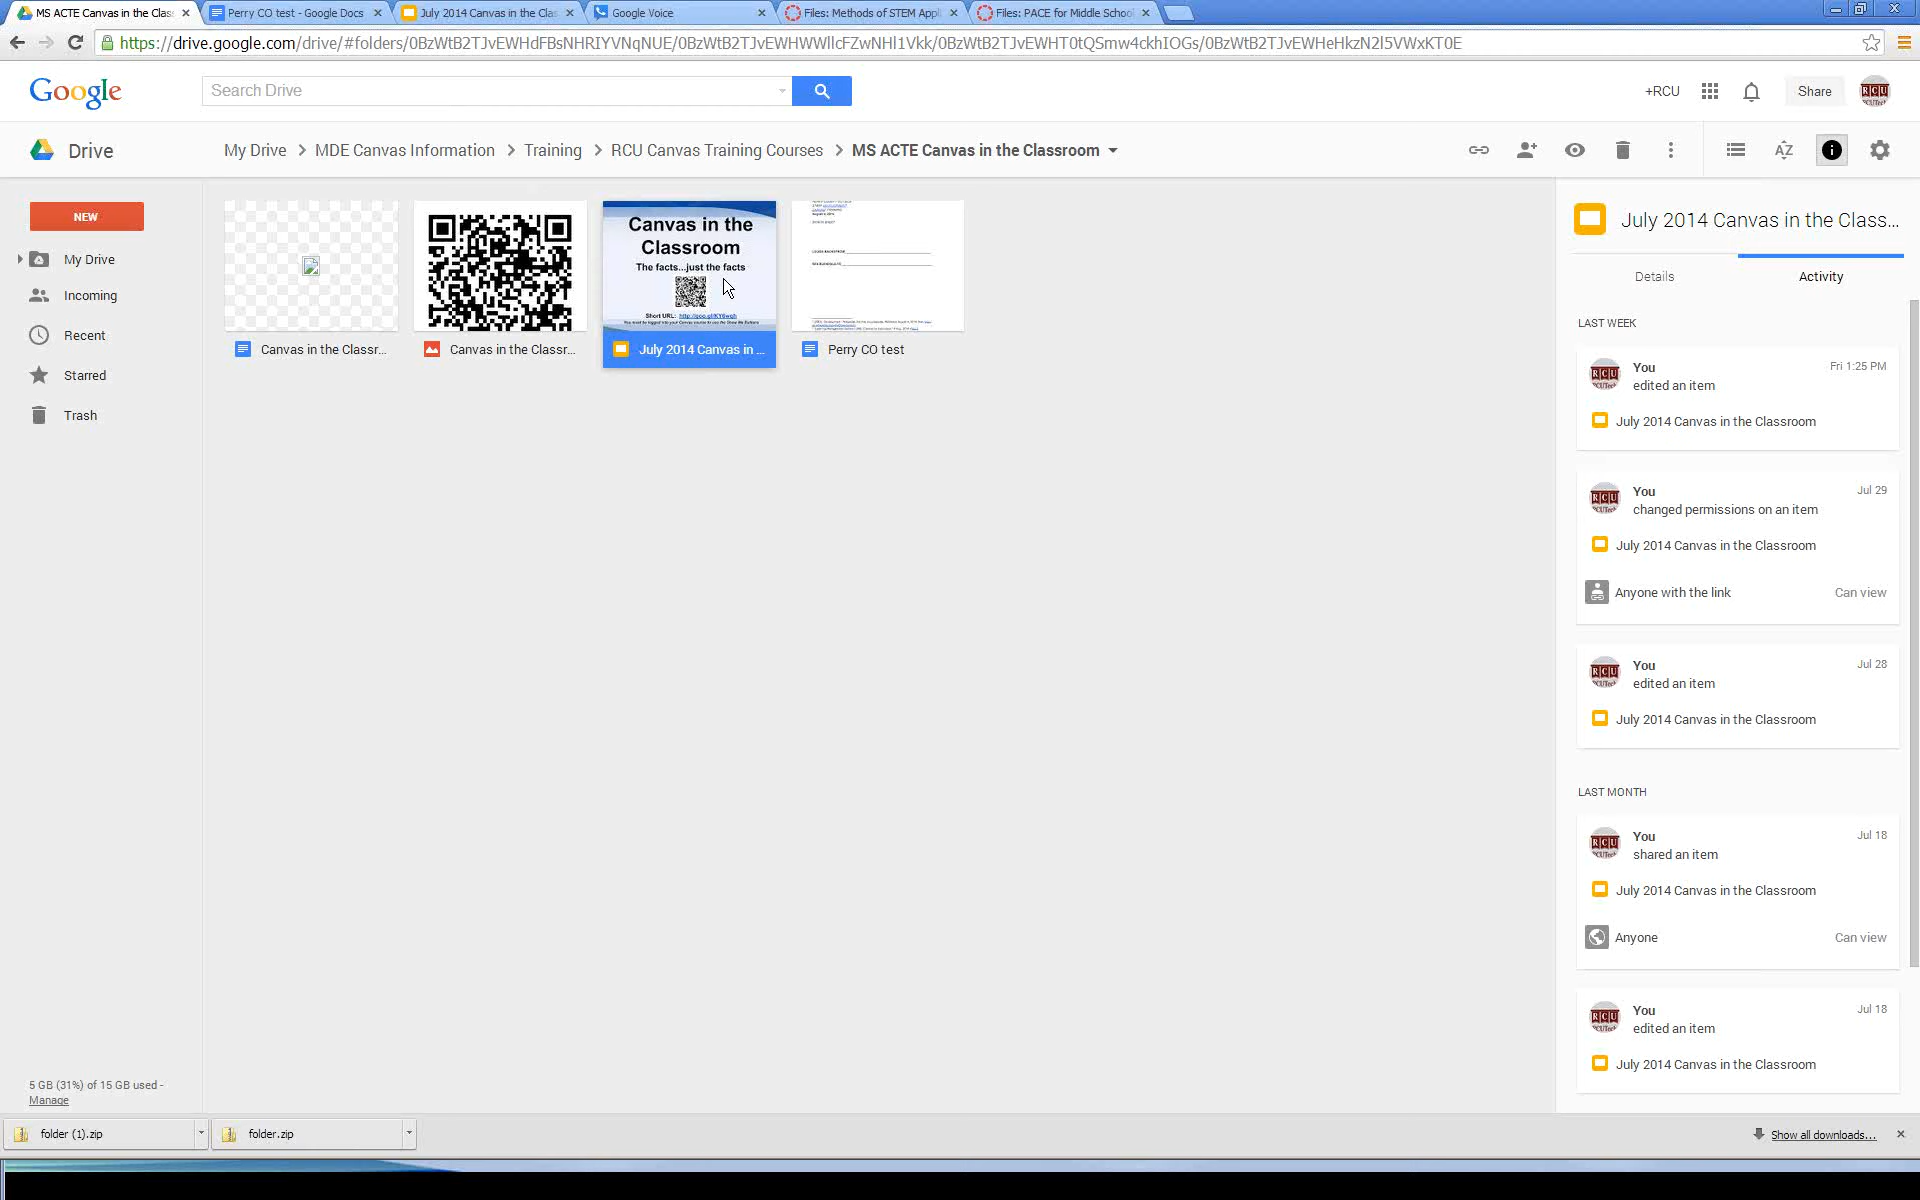 MS ACTE Canvas in the Clas
Perry CO test - Google Docs
July 2014 Canvas in the Clas
Google Voice
Files: Methods of STEM Appl
Files: PACE for Middle School
https://drive.google.com/drive/#folders/0BzWtB2TJvEWHdFBsNHRIYVNqNUE/0BzWtB2TJvEWHWWllcFZwNHl1Vkk/0BzWtB2TJvEWHT0tQSmw4ckhIOGs/0BzWtB2TJvEWHeHkzN2l5VWxKT0E
Google
Search Drive
+RCU
Share
Drive
My Drive
MDE Canvas Information
Training
RCU Canvas Training Courses
MS ACTE Canvas in the Classroom
NEW
My Drive
Incoming
Recent
Starred
Trash
5 GB (31%) of 15 GB used -
Manage
Canvas in the Classr...
Canvas in the Classr...
Canvas in the
Classroom
The facts...just the facts
Short URL:
July 2014 Canvas in ...
Perry CO test
July 2014 Canvas in the Class...
Details
Activity
LAST WEEK
You
Fri 1:25 PM
edited an item
July 2014 Canvas in the Classroom
You
Jul 29
changed permissions on an item
July 2014 Canvas in the Classroom
Anyone with the link
Can view
You
Jul 28
edited an item
July 2014 Canvas in the Classroom
LAST MONTH
You
Jul 18
shared an item
July 2014 Canvas in the Classroom
Anyone
Can view
You
Jul 18
edited an item
July 2014 Canvas in the Classroom
folder (1).zip
folder.zip
Show all downloads...